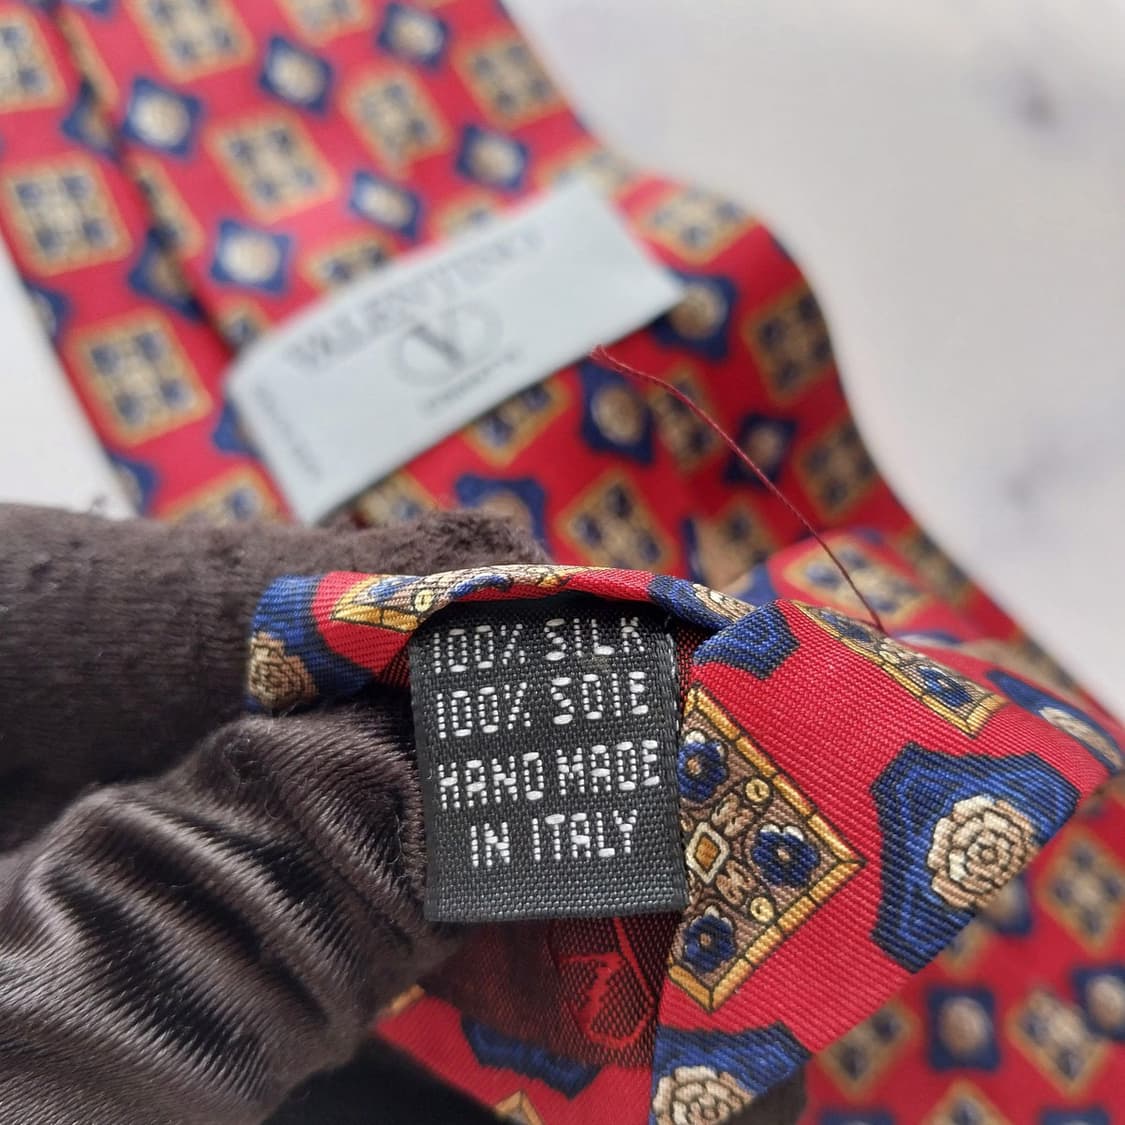 VALENTINO
V
100% SILK
100% SOIE
HAND MADE
IN ITALY